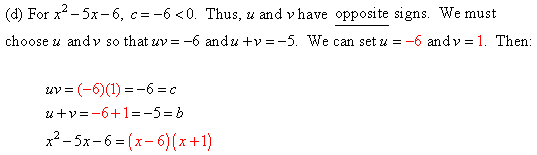 (d) For x² – 5x – 6, c = –6 < 0. Thus, u and v have opposite signs. We must
choose u and v so that uv = –6 and u + v = –5. We can set u = –6 and v = 1. Then:
uv = (–6)(1) = –6 = c
u + v = –6 + 1 = –5 = b
x² – 5x – 6 = (x – 6)(x + 1)